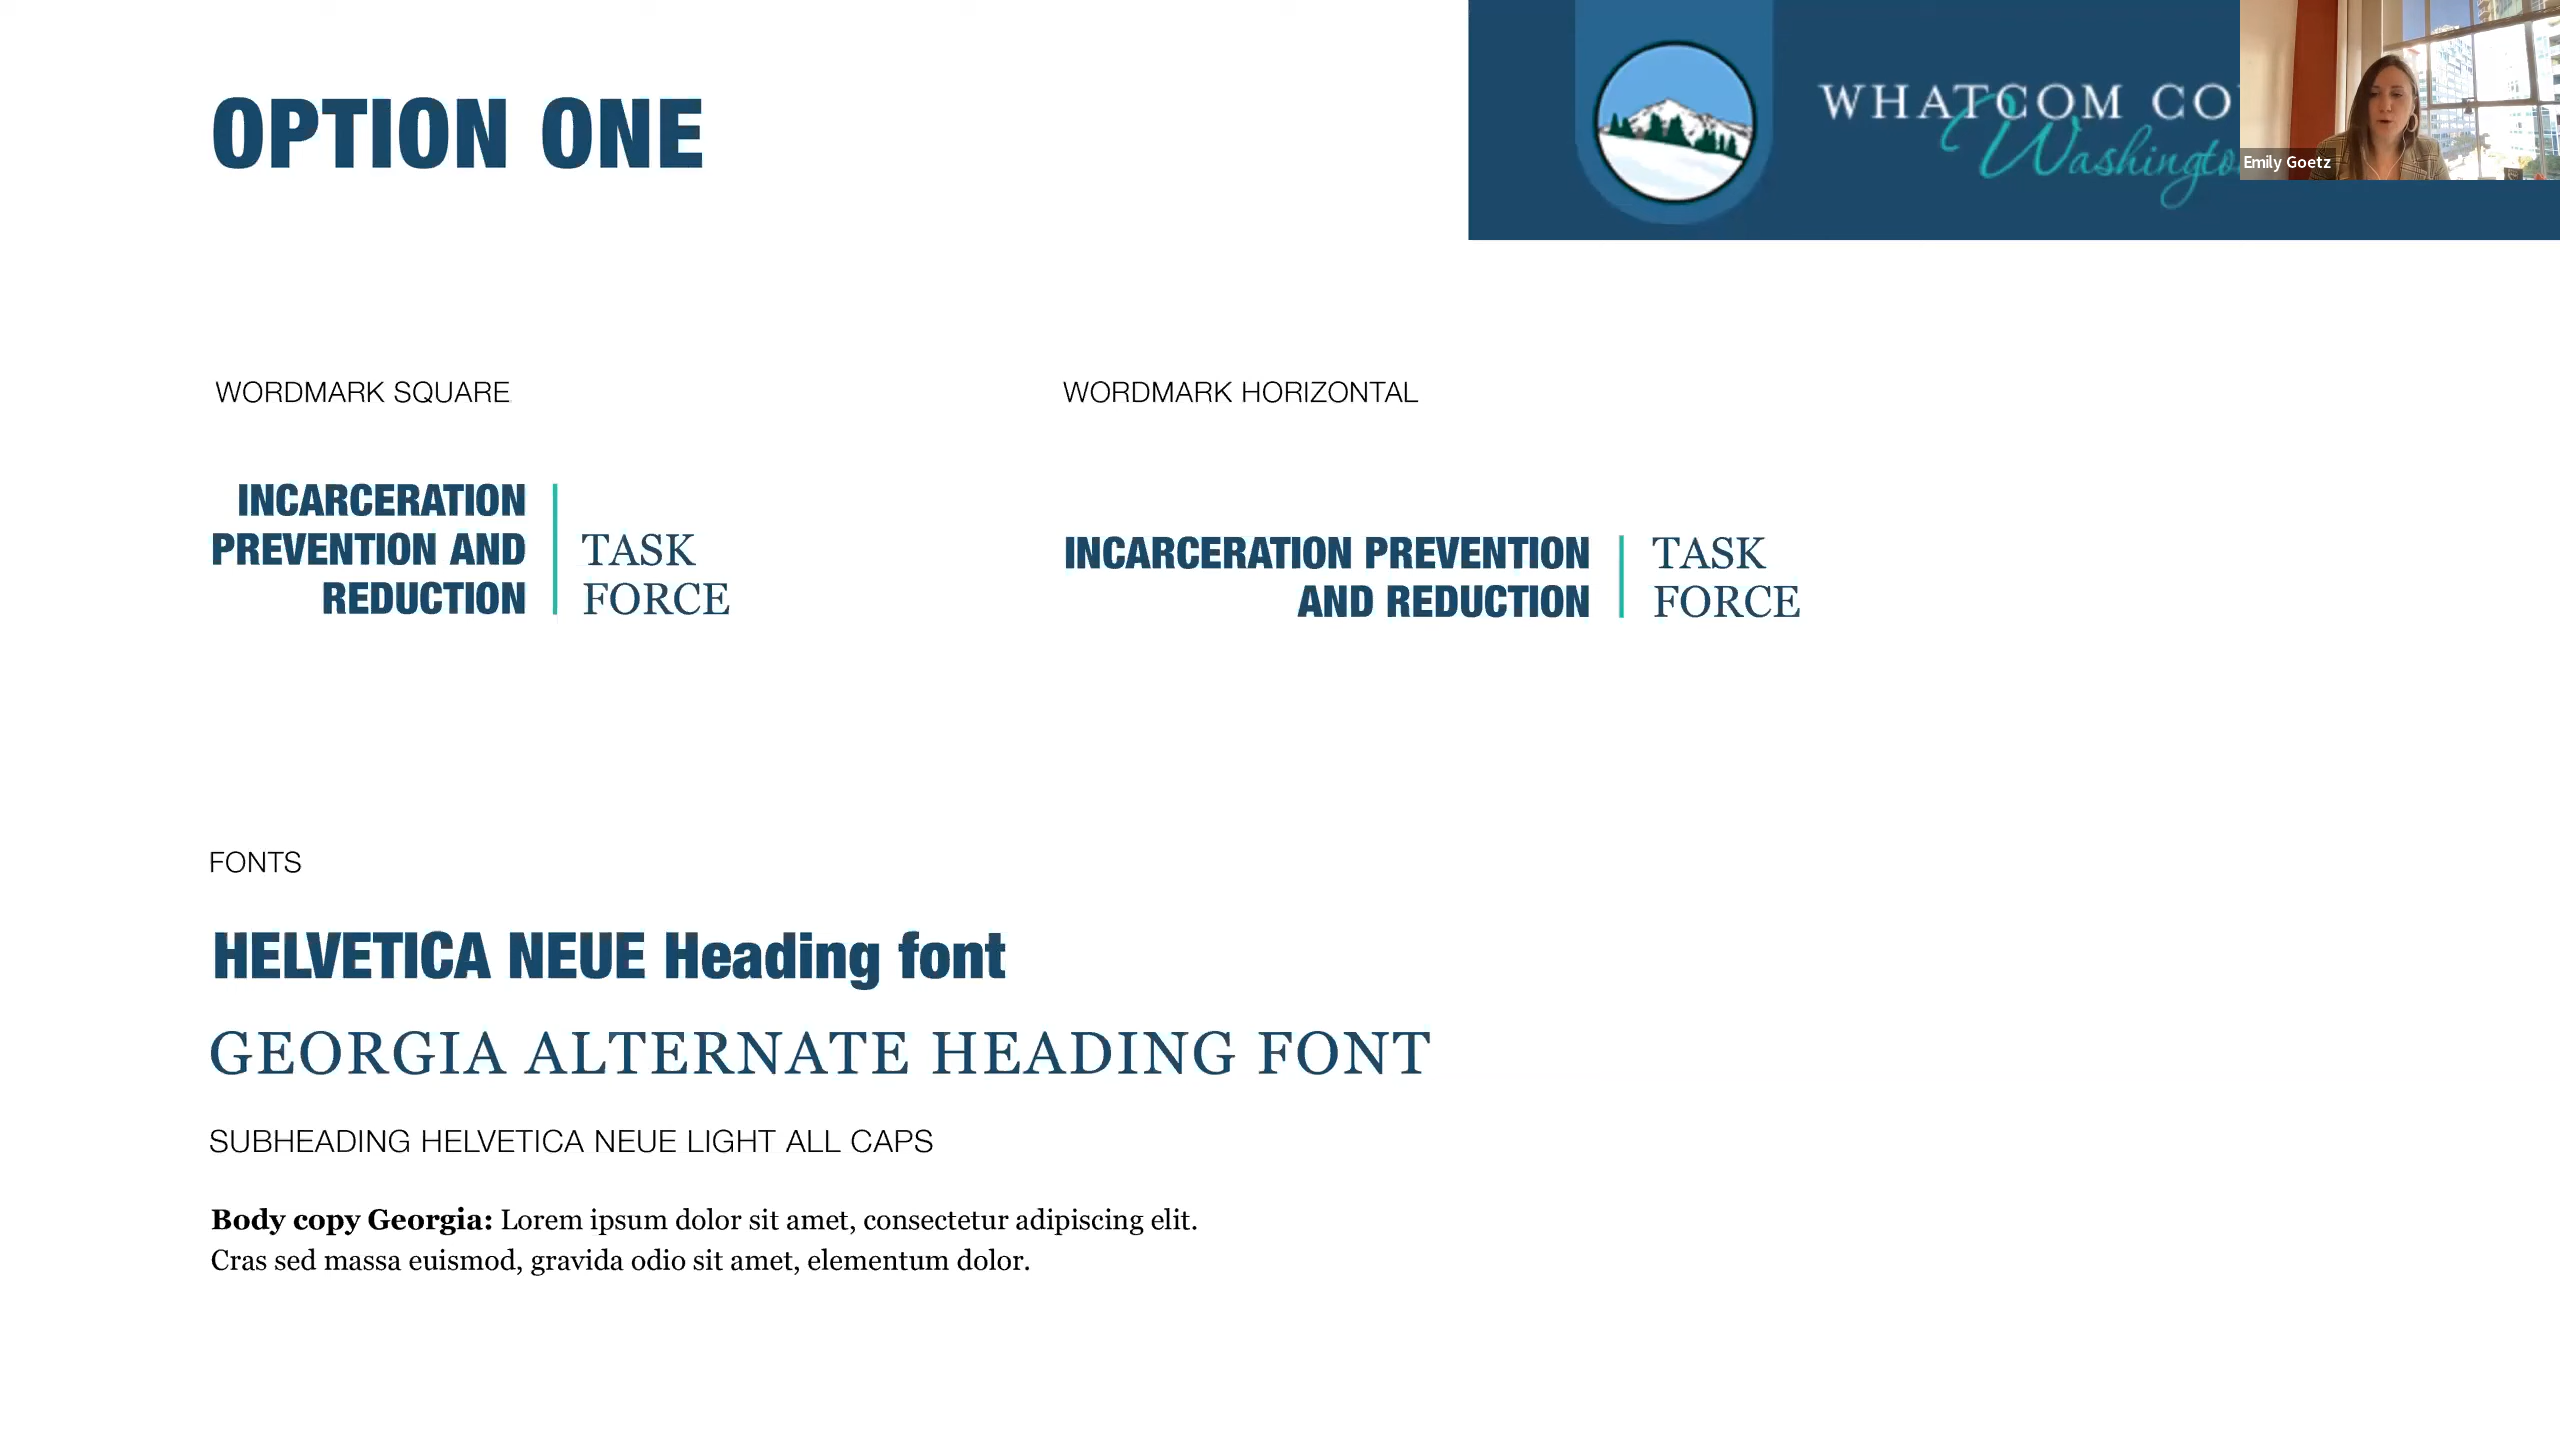 OPTION ONE
WHATCOM CO
Washingto
Emily Goetz
WORDMARK SQUARE
INCARCERATION
PREVENTION AND
REDUCTION
TASK
FORCE
WORDMARK HORIZONTAL
INCARCERATION PREVENTION
AND REDUCTION
TASK
FORCE
FONTS
HELVETICA NEUE Heading font
GEORGIA ALTERNATE HEADING FONT
SUBHEADING HELVETICA NEUE LIGHT ALL CAPS
Body copy Georgia: Lorem ipsum dolor sit amet, consectetur adipiscing elit.
Cras sed massa euismod, gravida odio sit amet, elementum dolor.